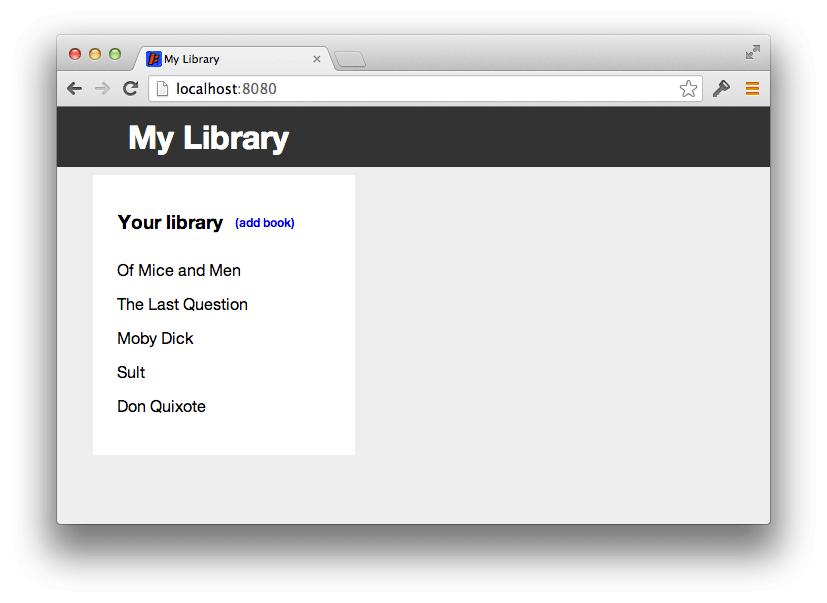 My Library
localhost:8080
My Library
Your library (add book)
Of Mice and Men
The Last Question
Moby Dick
Sult
Don Quixote